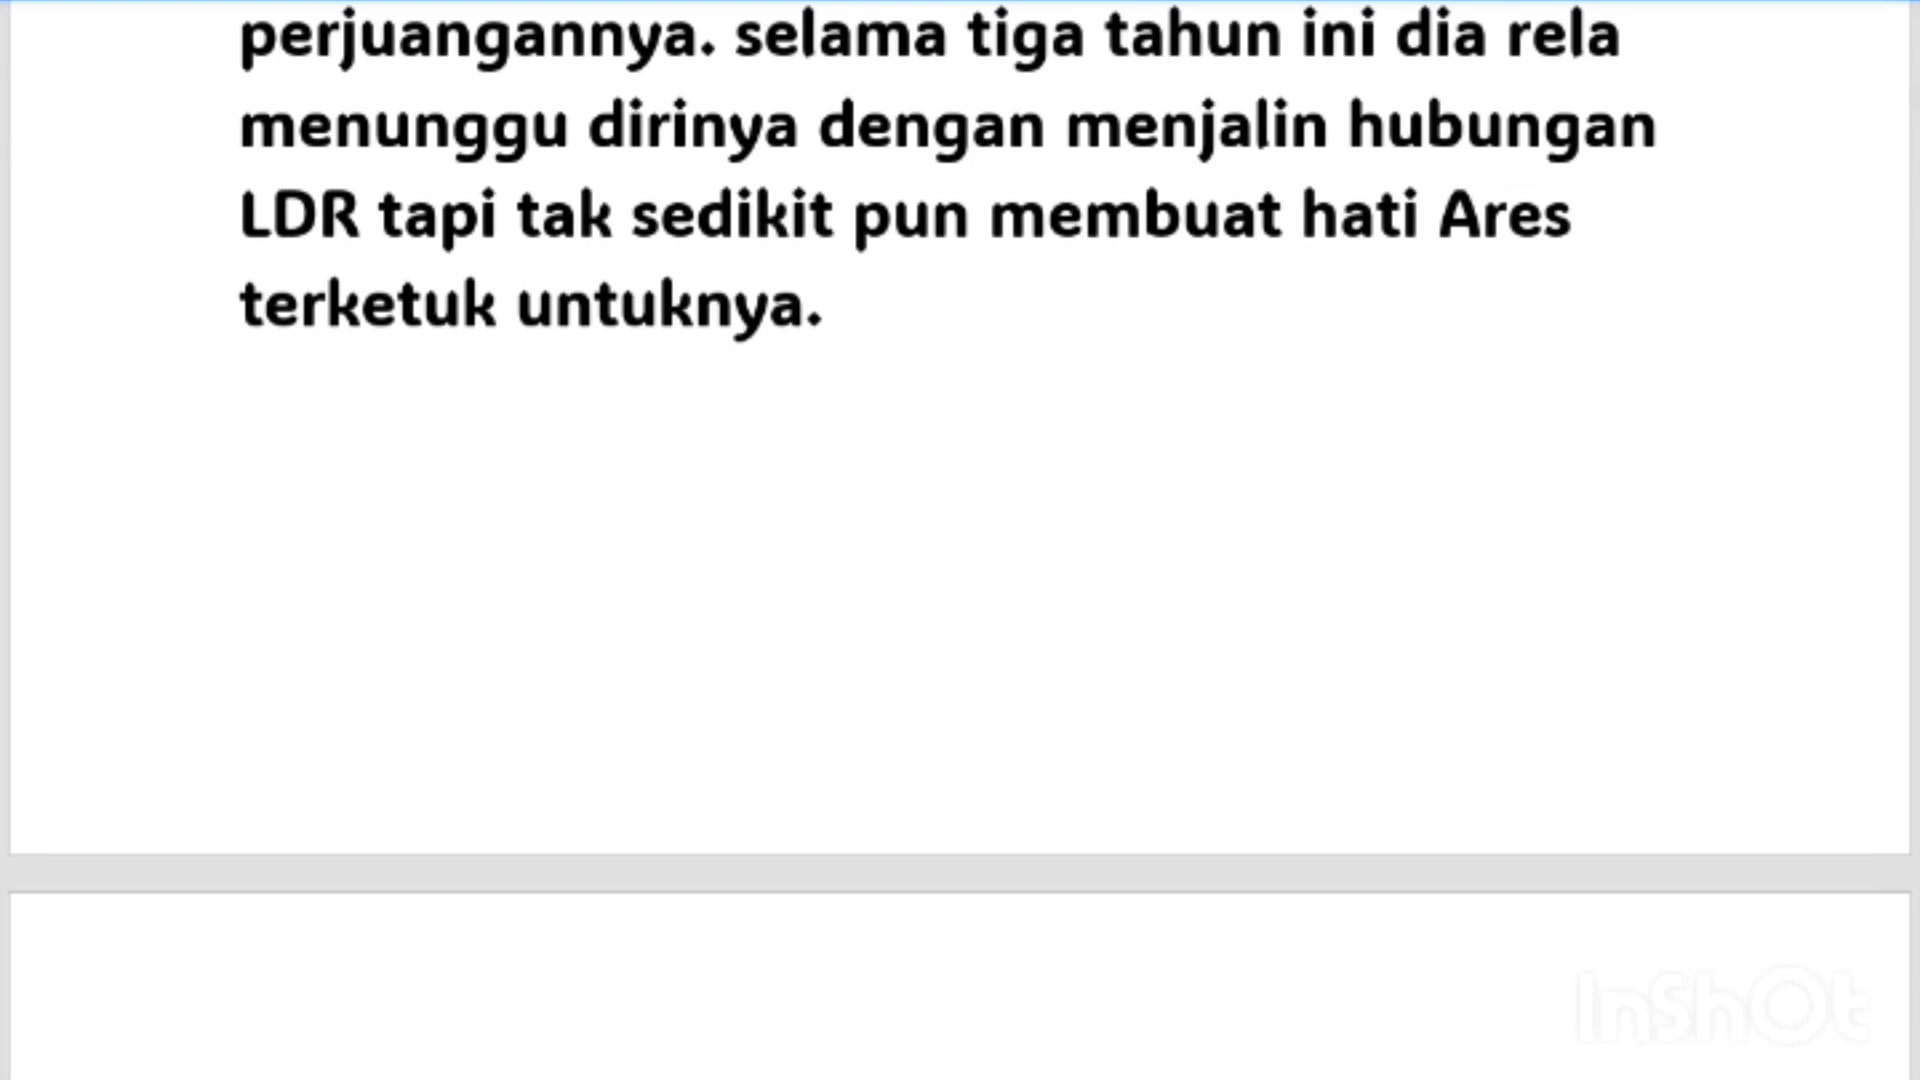 perjuangannya. selama tiga tahun ini dia rela
menunggu dirinya dengan menjalin hubungan
LDR tapi tak sedikit pun membuat hati Ares
terketuk untuknya.
InShOt